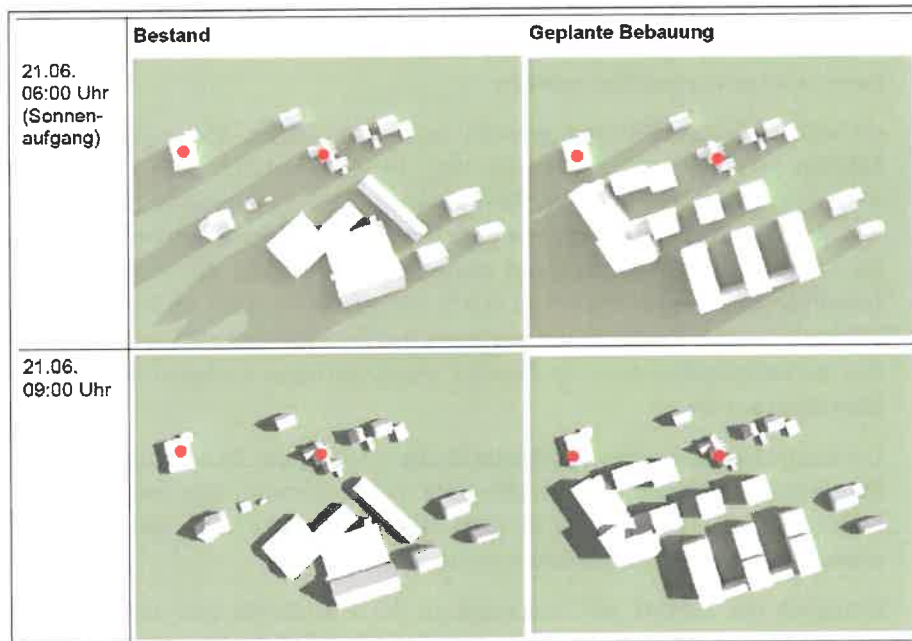 Bestand
Geplante Bebauung
21.06.
06:00 Uhr
(Sonnen-
aufgang)
21.06.
09:00 Uhr